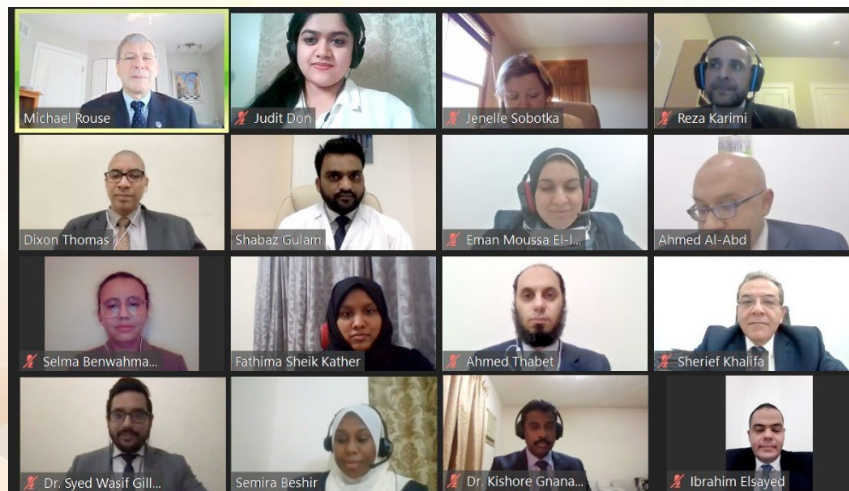 Michael Rouse
Judit Don
Jenelle Sobotka
Reza Karimi
Dixon Thomas
Shabaz Gulam
Eman Moussa El-I...
Ahmed Al-Abd
Selma Benwahma...
Fathima Sheik Kather
Ahmed Thabet
Sherief Khalifa
Dr. Syed Wasif Gill...
Semira Beshir
Dr. Kishore Gnana...
Ibrahim Elsayed